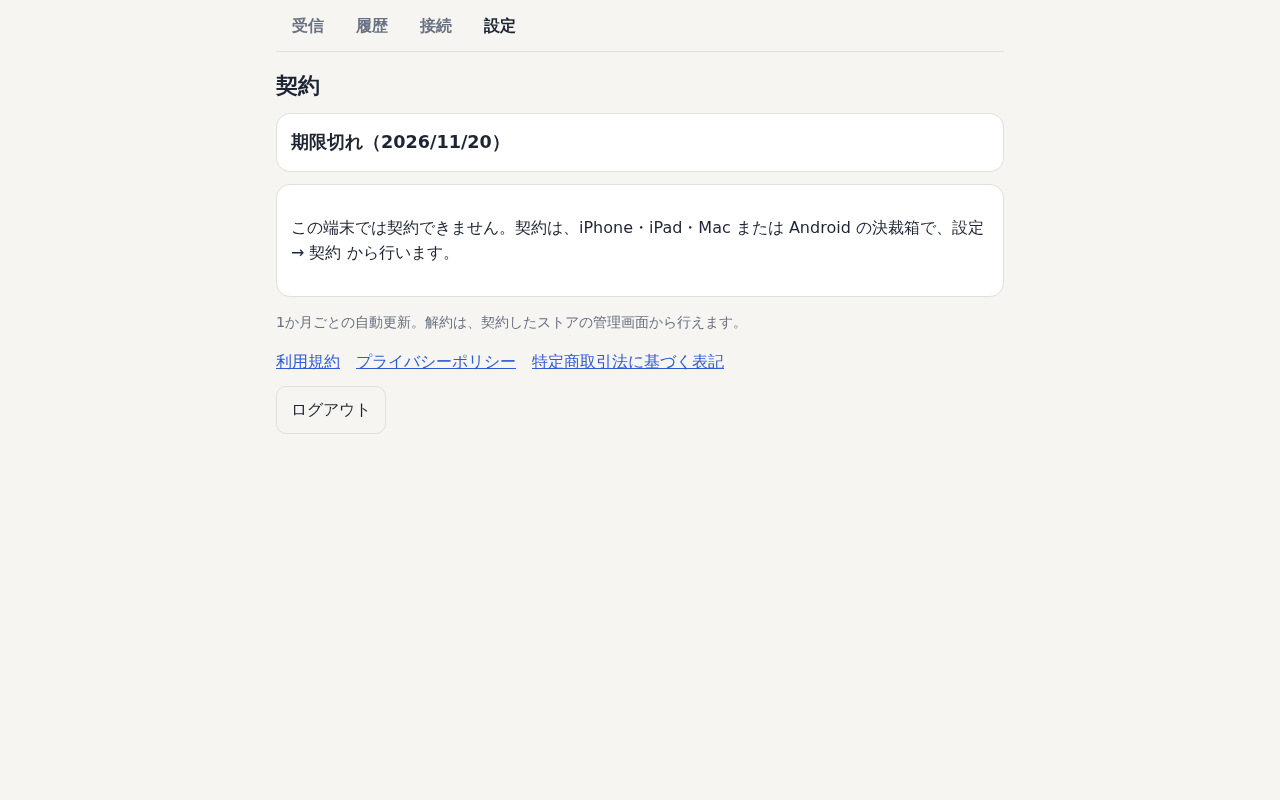 受信 履歴 接続 設定
契約
期限切れ（2026/11/20）
この端末では契約できません。契約は、iPhone・iPad・Mac または Android の決裁箱で、設定
→ 契約 から行います。
1か月ごとの自動更新。解約は、契約したストアの管理画面から行えます。
利用規約 プライバシーポリシー 特定商取引法に基づく表記
ログアウト